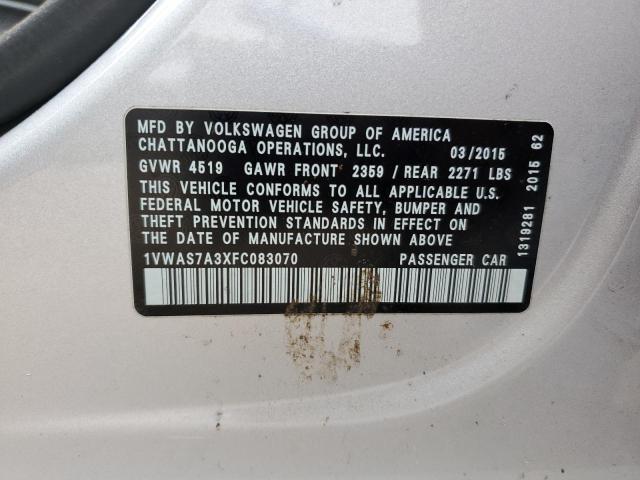 MFD BY VOLKSWAGEN GROUP OF AMERICA
CHATTANOOGA OPERATIONS, LLC. 03/2015
GVWR 4519 GAWR FRONT 2359 / REAR 2271 LBS
THIS VEHICLE CONFORMS TO ALL APPLICABLE U.S.
FEDERAL MOTOR VEHICLE SAFETY, BUMPER AND
THEFT PREVENTION STANDARDS IN EFFECT ON
DATE OF MANUFACTURE SHOWN ABOVE
1VWAS7A3XFC083070 PASSENGER CAR
1319281 2015 62